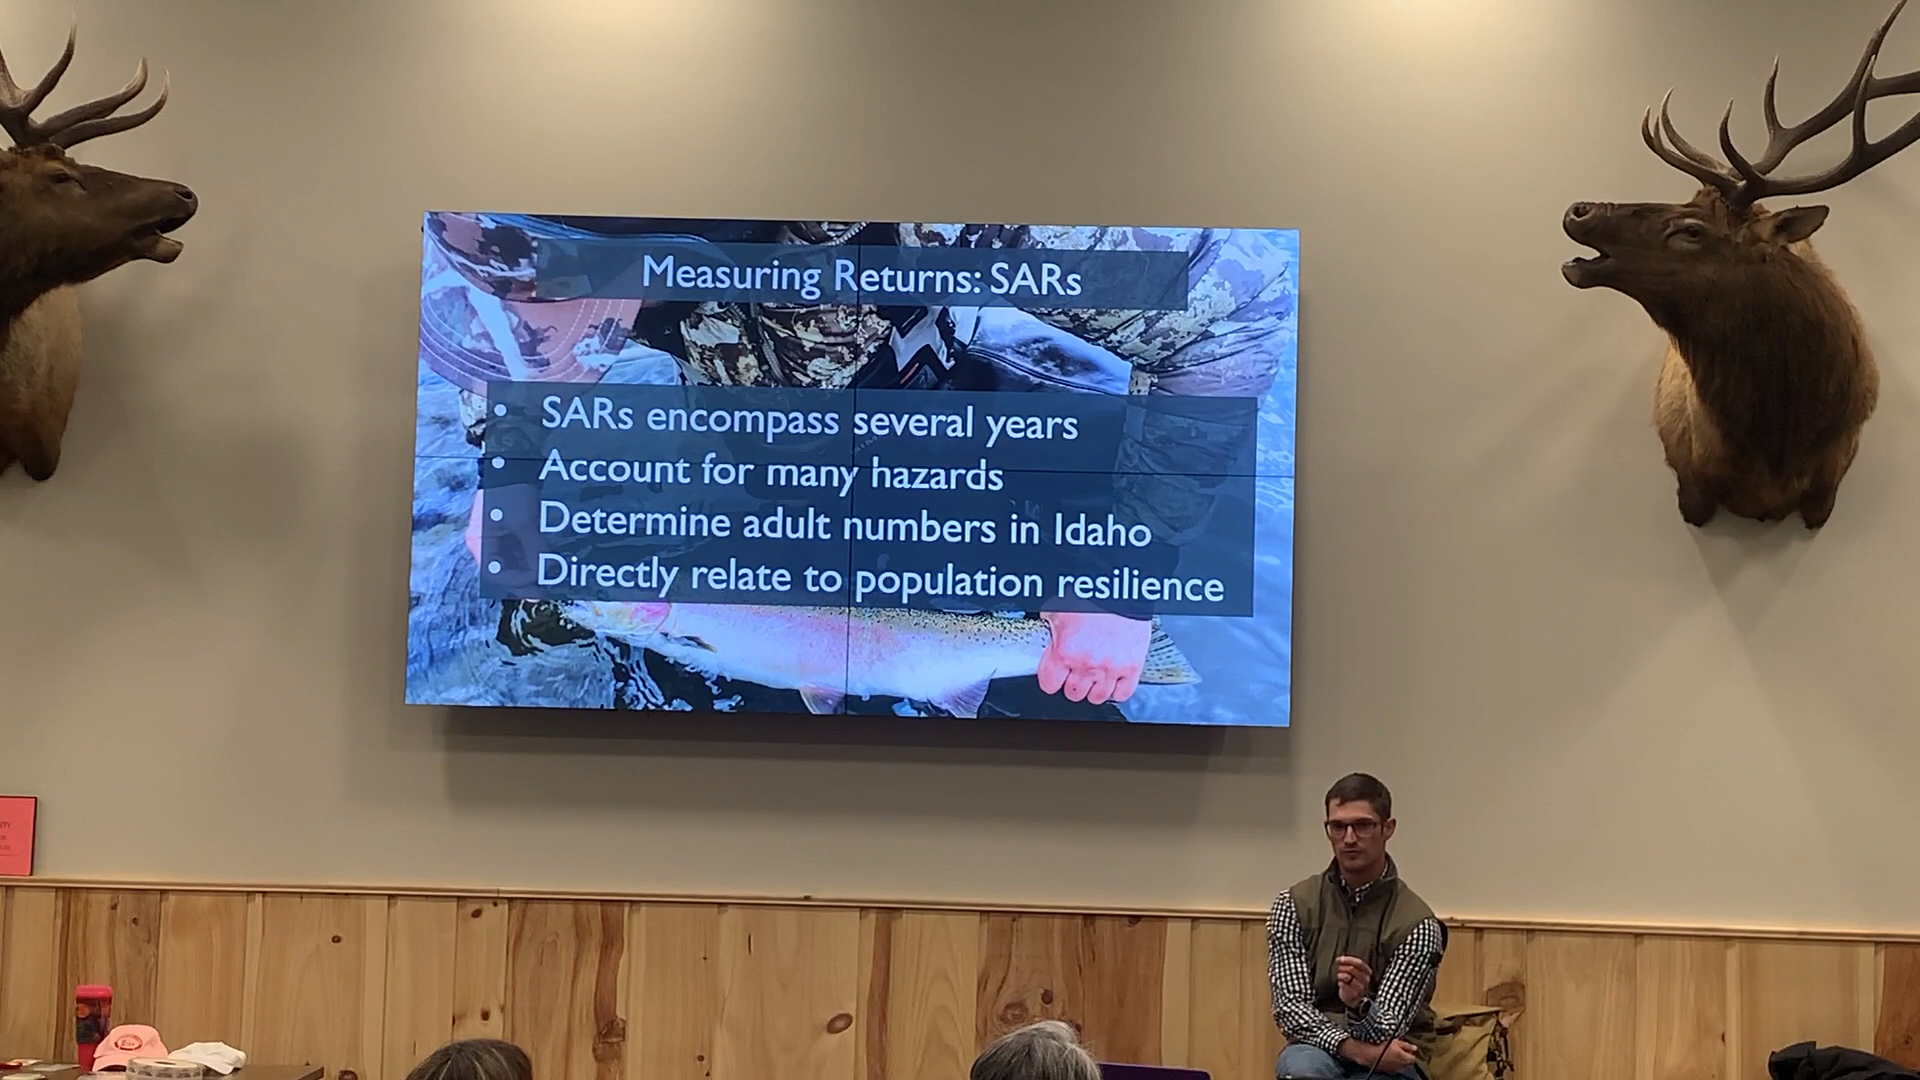 Measuring Returns: SARs
• SARs encompass several years
• Account for many hazards
• Determine adult numbers in Idaho
• Directly relate to population resilience